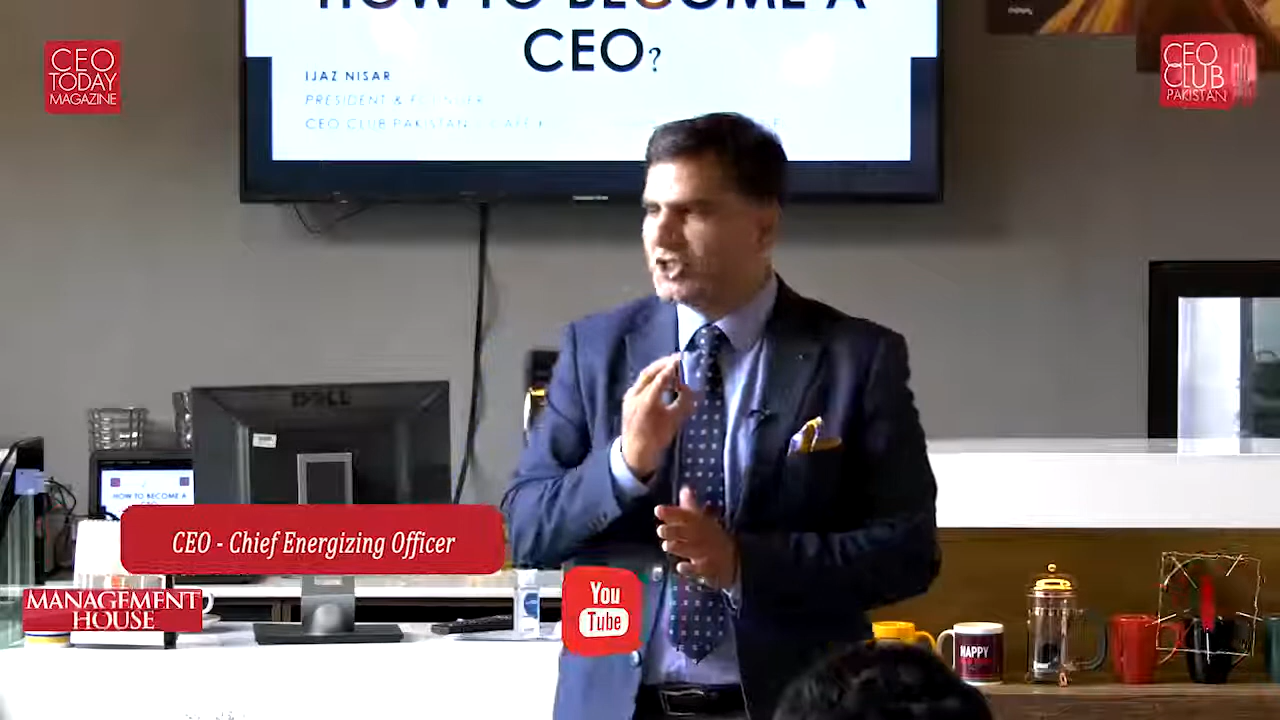 HOW TO BECOME A
CEO?
IJAZ NISAR
PRESIDENT & FOUNDER
CEO CLUB PAKISTAN
CEO
TODAY
MAGAZINE
CEO
CLUB
PAKISTAN
DELL
HOW TO BECOME A
CEO - Chief Energizing Officer
MANAGEMENT
HOUSE
You
Tube
HAPPY